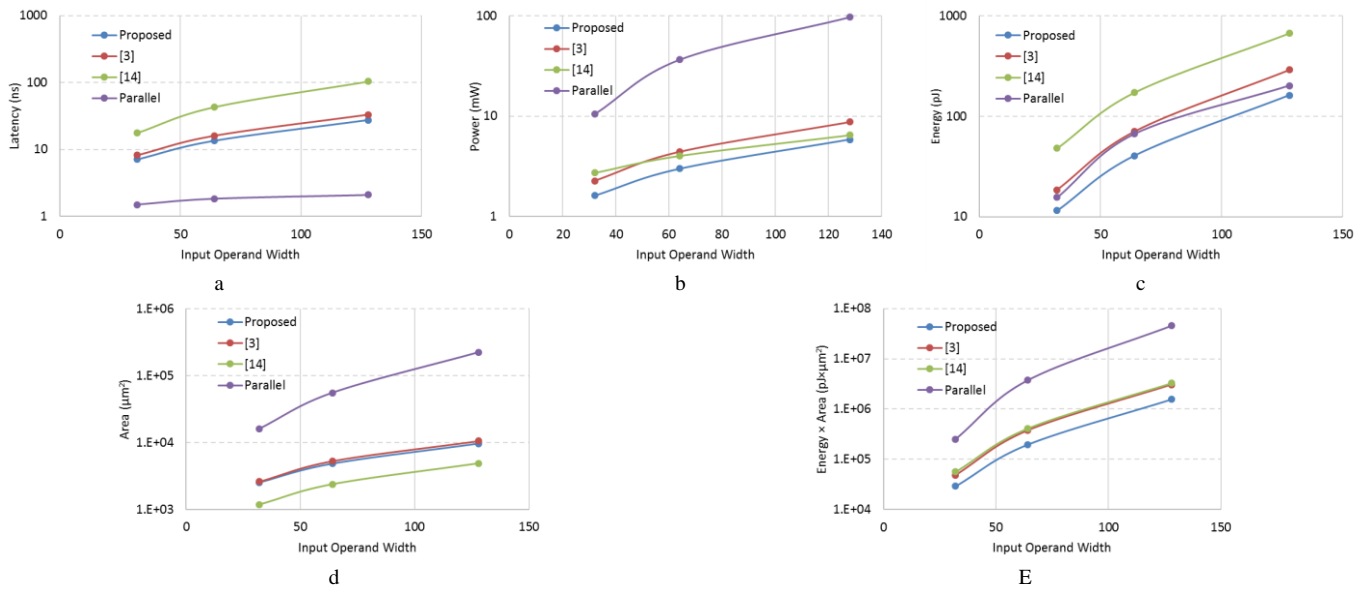 1000
100
10
1
Latency (ns)
Proposed
[3]
[14]
Parallel
0
50
100
150
Input Operand Width
a
100
10
1
Power (mW)
Proposed
[3]
[14]
Parallel
0
20
40
60
80
100
120
140
Input Operand Width
b
1000
100
10
Energy (pJ)
Proposed
[3]
[14]
Parallel
0
50
100
150
Input Operand Width
c
1.E+06
1.E+05
1.E+04
1.E+03
Area (µm²)
Proposed
[3]
[14]
Parallel
0
50
100
150
Input Operand Width
d
1.E+08
1.E+07
1.E+06
1.E+05
1.E+04
Energy × Area (pJ×µm²)
Proposed
[3]
[14]
Parallel
0
50
100
150
Input Operand Width
E